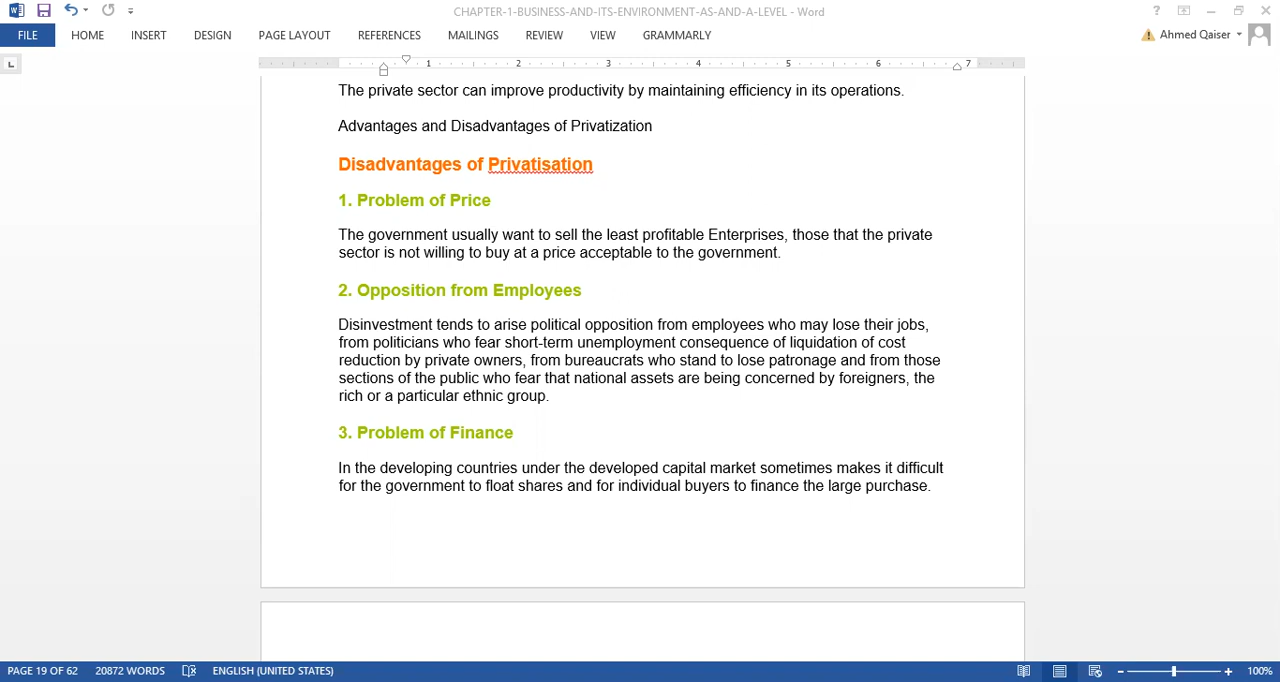 CHAPTER-1-BUSINESS-AND-ITS-ENVIRONMENT-AS-AND-A-LEVEL - Word
?
FILE HOME INSERT DESIGN PAGE LAYOUT REFERENCES MAILINGS REVIEW VIEW GRAMMARLY Ahmed Qaiser
1 2 3 4 5 6 7
The private sector can improve productivity by maintaining efficiency in its operations.
Advantages and Disadvantages of Privatization
Disadvantages of Privatisation
1. Problem of Price
The government usually want to sell the least profitable Enterprises, those that the private
sector is not willing to buy at a price acceptable to the government.
2. Opposition from Employees
Disinvestment tends to arise political opposition from employees who may lose their jobs,
from politicians who fear short-term unemployment consequence of liquidation of cost
reduction by private owners, from bureaucrats who stand to lose patronage and from those
sections of the public who fear that national assets are being concerned by foreigners, the
rich or a particular ethnic group.
3. Problem of Finance
In the developing countries under the developed capital market sometimes makes it difficult
for the government to float shares and for individual buyers to finance the large purchase.
PAGE 19 OF 62 20872 WORDS ENGLISH (UNITED STATES) 100%